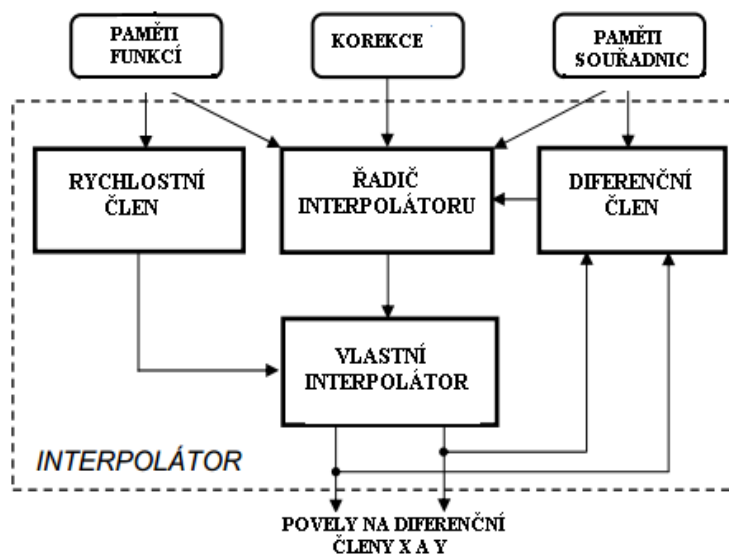 PAMĚTI
FUNKCÍ
KOREKCE
PAMĚTI
SOUŘADNIC
RYCHLOSTNÍ
ČLEN
ŘADIČ
INTERPOLÁTORU
DIFERENČNÍ
ČLEN
VLASTNÍ
INTERPOLÁTOR
INTERPOLÁTOR
POVELY NA DIFERENČNÍ
ČLENY X A Y